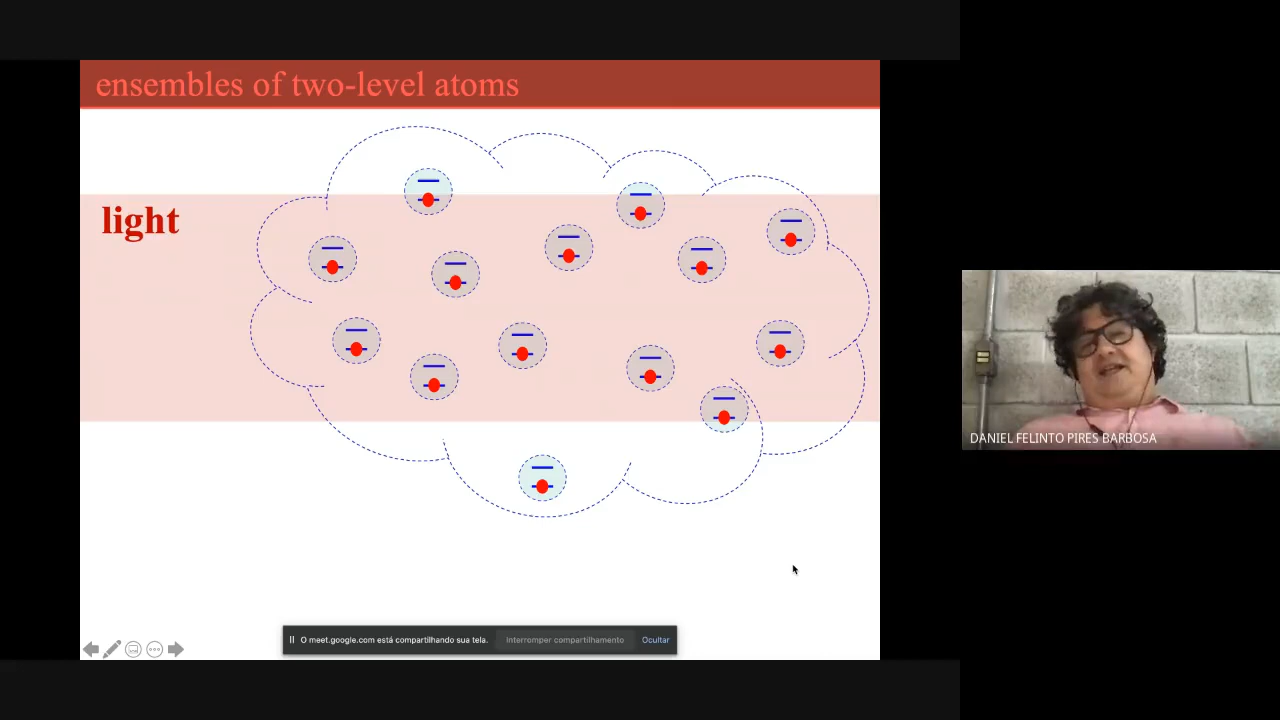 ensembles of two-level atoms
light
DANIEL FELINTO PIRES BARBOSA
O meet.google.com está compartilhando sua tela. Interromper compartilhamento Ocultar